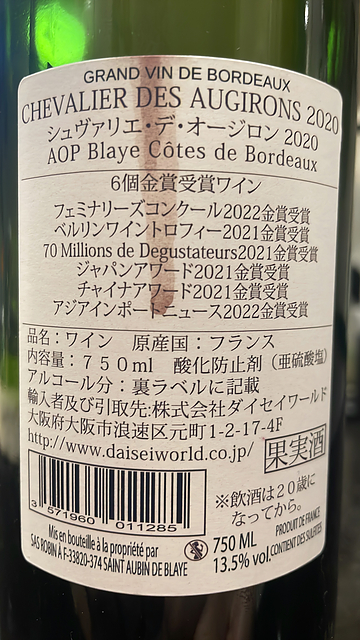 GRAND VIN DE BORDEAUX
CHEVALIER DES AUGIRONS 2020
シュヴァリエ・デ・オージロン 2020
AOP Blaye Côtes de Bordeaux
6個金賞受賞ワイン
フェミナリーズコンクール2022金賞受賞
ベルリンワイントロフィー2021金賞受賞
70 Millions de Degustateurs2021金賞受賞
ジャパンアワード2021金賞受賞
チャイナアワード2021金賞受賞
アジアインポートニュース2022金賞受賞
品名：ワイン 原産国：フランス
内容量：７５０ml 酸化防止剤（亜硫酸塩）
アルコール分：裏ラベルに記載
輸入者及び引取先:株式会社ダイセイワールド
大阪府大阪市浪速区元町1-2-17-4F
http://www.daiseiworld.co.jp/ 果実酒
3 571960 011285
※飲酒は２０歳に
なってから。
Mis en bouteille à la propriété par
SAS ROBIN À F-33820-374 SAINT AUBIN DE BLAYE
750 ML
13.5% vol.
PRODUIT DE FRANCE
CONTIENT DES SULFITES